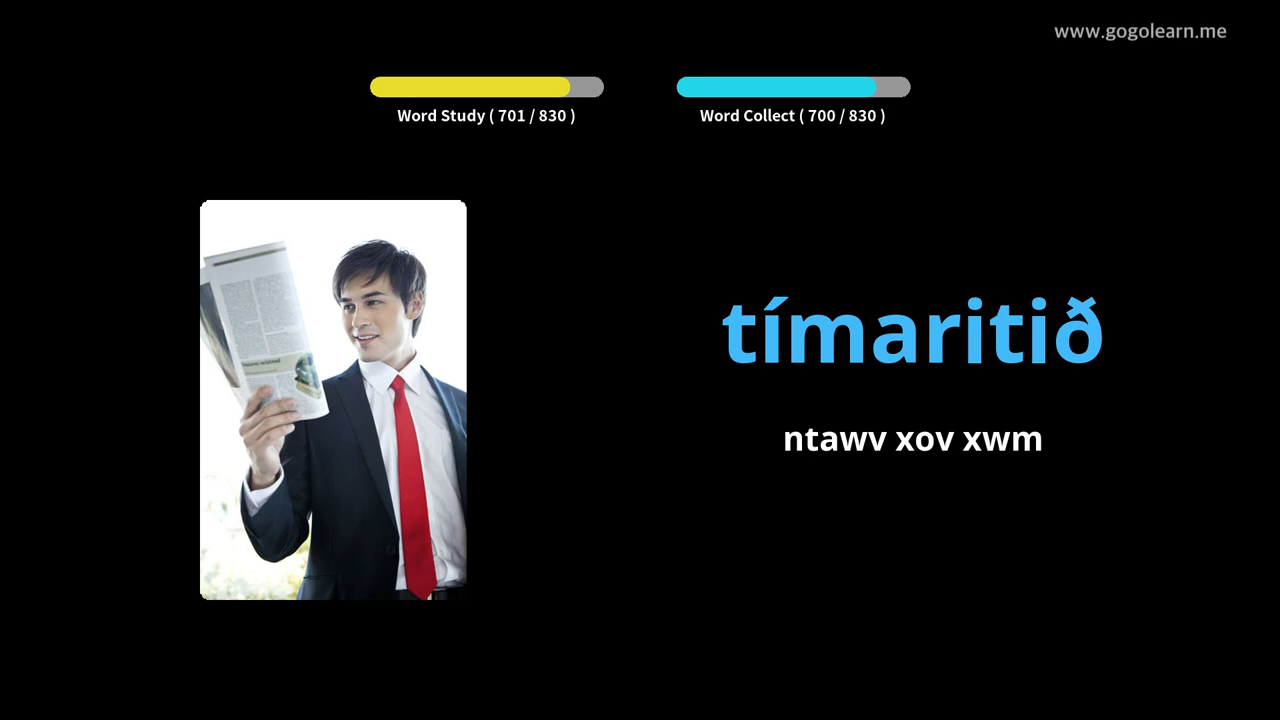 www.gogolearn.me
Word Study ( 701 / 830 )
Word Collect ( 700 / 830 )
tímaritið
ntawv xov xwm